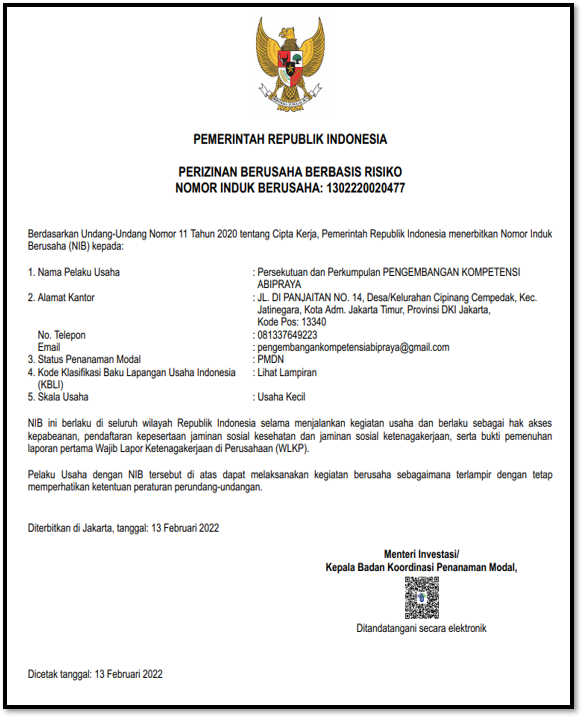 PEMERINTAH REPUBLIK INDONESIA
PERIZINAN BERUSAHA BERBASIS RISIKO
NOMOR INDUK BERUSAHA: 1302220020477
Berdasarkan Undang-Undang Nomor 11 Tahun 2020 tentang Cipta Kerja, Pemerintah Republik Indonesia menerbitkan Nomor Induk
Berusaha (NIB) kepada:
1. Nama Pelaku Usaha : Persekutuan dan Perkumpulan PENGEMBANGAN KOMPETENSI
ABIPRAYA
2. Alamat Kantor : JL. DI PANJAITAN NO. 14, Desa/Kelurahan Cipinang Cempedak, Kec.
Jatinegara, Kota Adm. Jakarta Timur, Provinsi DKI Jakarta,
Kode Pos: 13340
No. Telepon : 081337649223
Email : pengembangankompetensiabipraya@gmail.com
3. Status Penanaman Modal : PMDN
4. Kode Klasifikasi Baku Lapangan Usaha Indonesia : Lihat Lampiran
(KBLI)
5. Skala Usaha : Usaha Kecil
NIB ini berlaku di seluruh wilayah Republik Indonesia selama menjalankan kegiatan usaha dan berlaku sebagai hak akses
kepabeanan, pendaftaran kepesertaan jaminan sosial kesehatan dan jaminan sosial ketenagakerjaan, serta bukti pemenuhan
laporan pertama Wajib Lapor Ketenagakerjaan di Perusahaan (WLKP).
Pelaku Usaha dengan NIB tersebut di atas dapat melaksanakan kegiatan berusaha sebagaimana terlampir dengan tetap
memperhatikan ketentuan peraturan perundang-undangan.
Diterbitkan di Jakarta, tanggal: 13 Februari 2022
Menteri Investasi/
Kepala Badan Koordinasi Penanaman Modal,
Ditandatangani secara elektronik
Dicetak tanggal: 13 Februari 2022